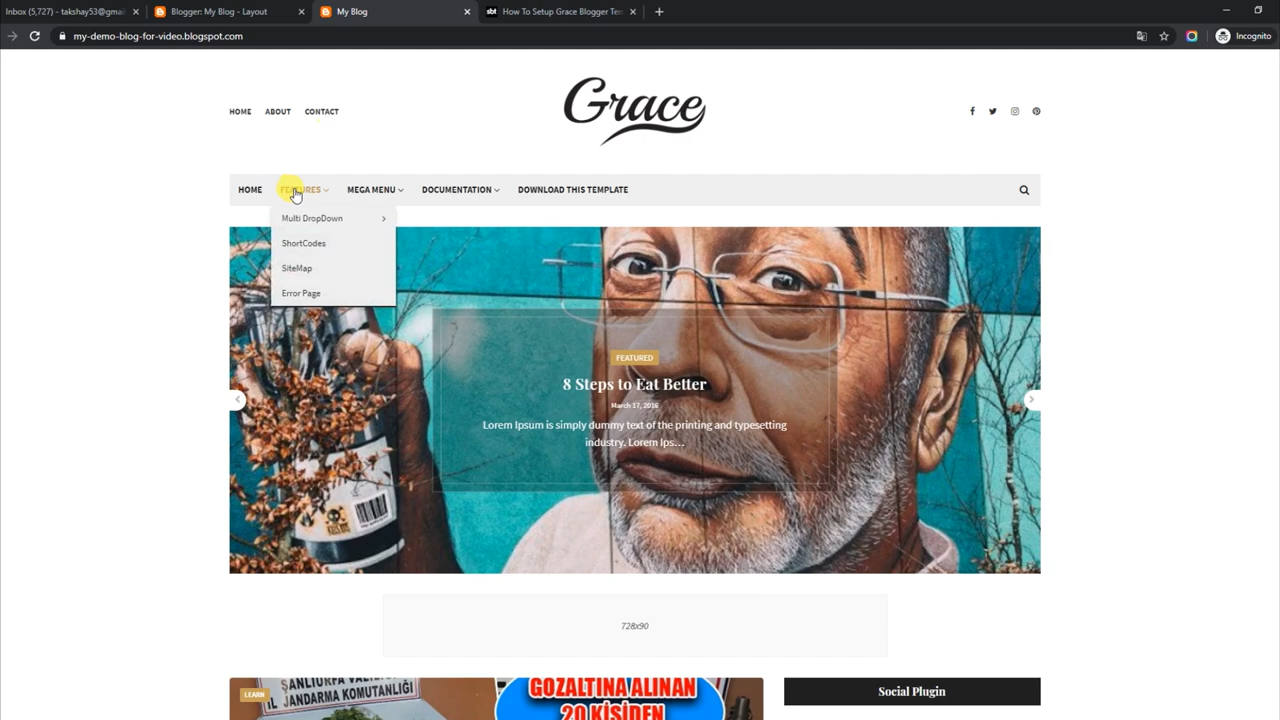 Inbox (5,727) - takshay53@gmai
Blogger: My Blog - Layout
My Blog
sbt
How To Setup Grace Blogger Tem
my-demo-blog-for-video.blogspot.com
Incognito
HOME
ABOUT
CONTACT
Grace
HOME
FEATURES
MEGA MENU
DOCUMENTATION
DOWNLOAD THIS TEMPLATE
Multi DropDown
ShortCodes
SiteMap
Error Page
FEATURED
8 Steps to Eat Better
March 17, 2016
Lorem Ipsum is simply dummy text of the printing and typesetting
industry. Lorem Ips...
728x90
LEARN
ŞANLIURFA
İL JANDARMA KOMUTANLIĞI
GÖZALTINA ALINAN
20 KİŞİDEN
Social Plugin